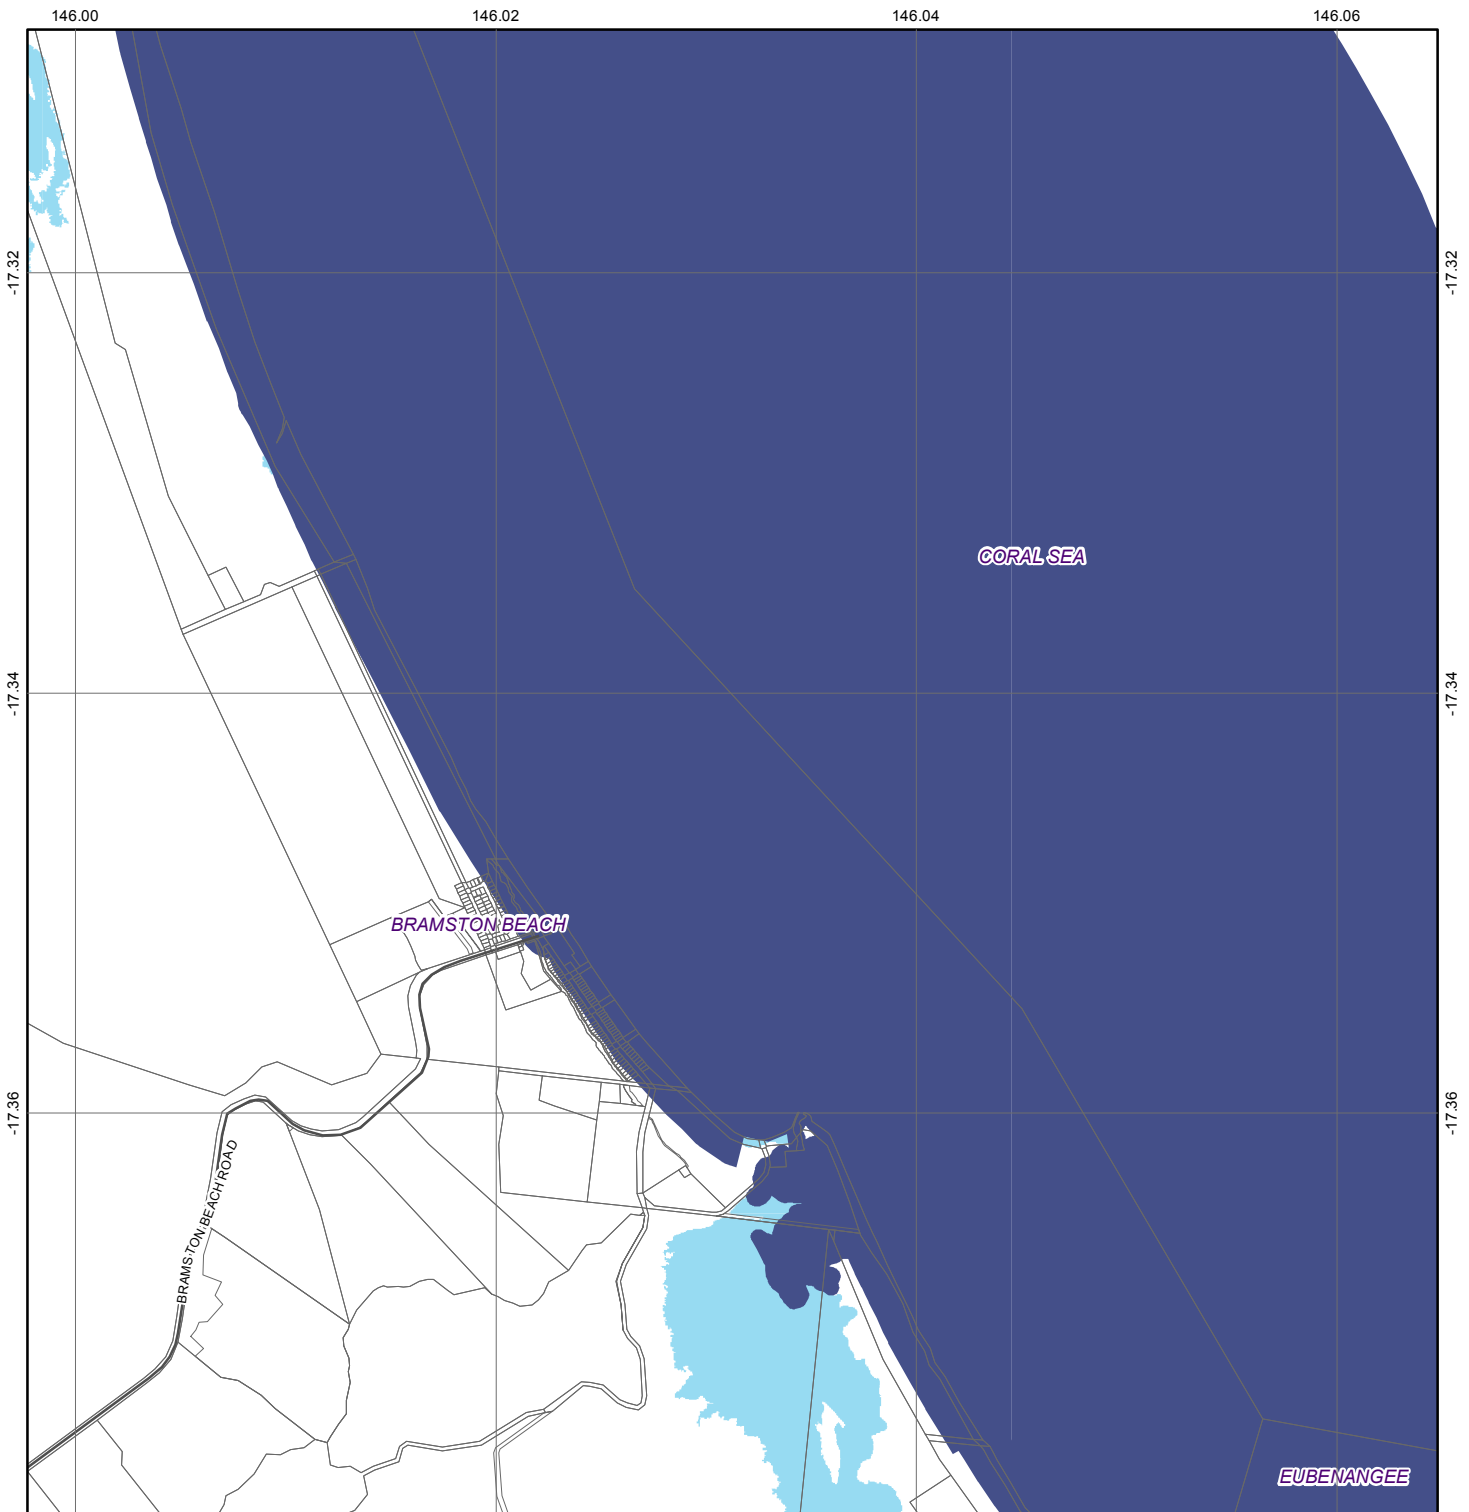 146.00 146.02 146.04 146.06
-17.32 -17.32
CORAL SEA
-17.34 -17.34
BRAMSTON BEACH
-17.36 -17.36
BRAMSTON BEACH ROAD
EUBENANGEE